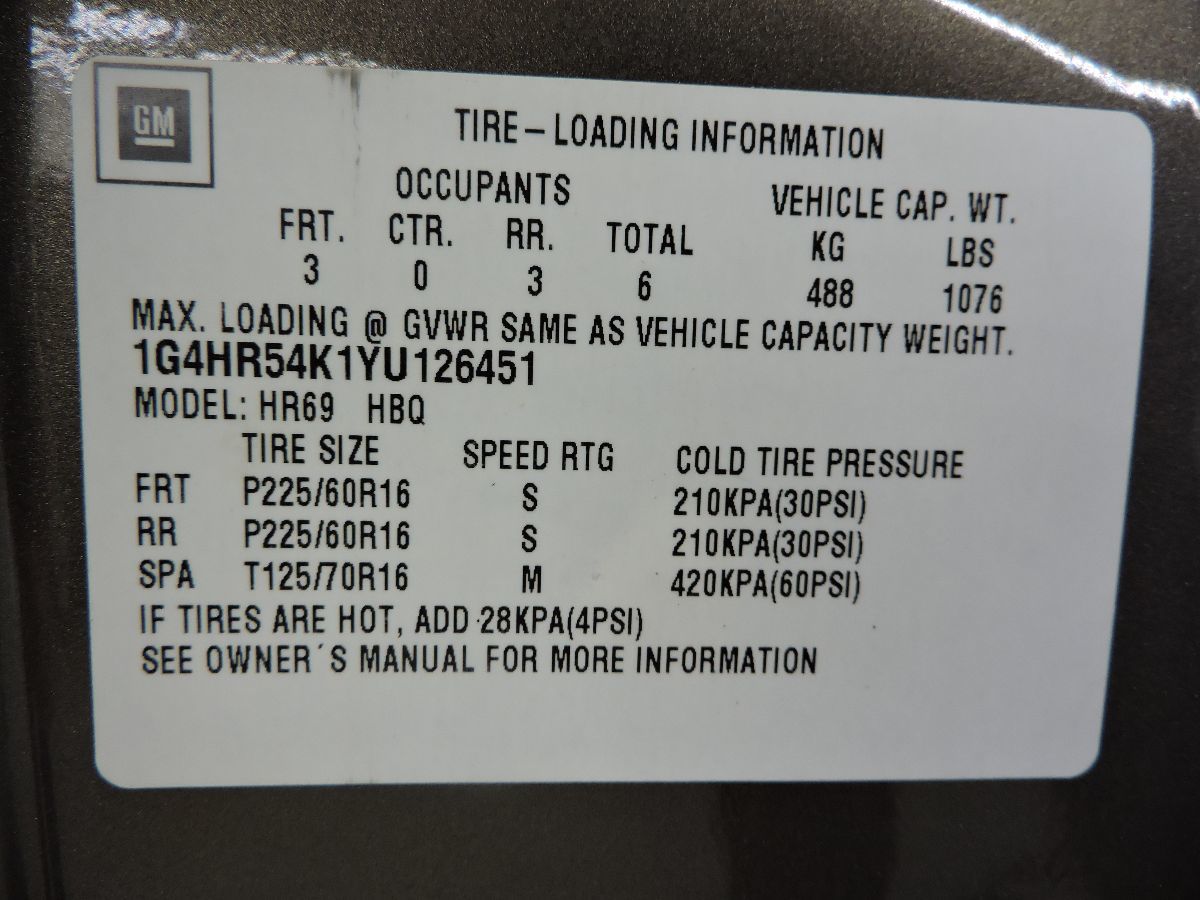 GM
TIRE-LOADING INFORMATION
OCCUPANTS VEHICLE CAP. WT.
FRT. CTR. RR. TOTAL KG LBS
3 0 3 6 488 1076
MAX. LOADING @ GVWR SAME AS VEHICLE CAPACITY WEIGHT.
1G4HR54K1YU126451
MODEL: HR69 HBQ
TIRE SIZE SPEED RTG COLD TIRE PRESSURE
FRT P225/60R16 S 210KPA(30PSI)
RR P225/60R16 S 210KPA(30PSI)
SPA T125/70R16 M 420KPA(60PSI)
IF TIRES ARE HOT, ADD 28KPA(4PSI)
SEE OWNER´S MANUAL FOR MORE INFORMATION